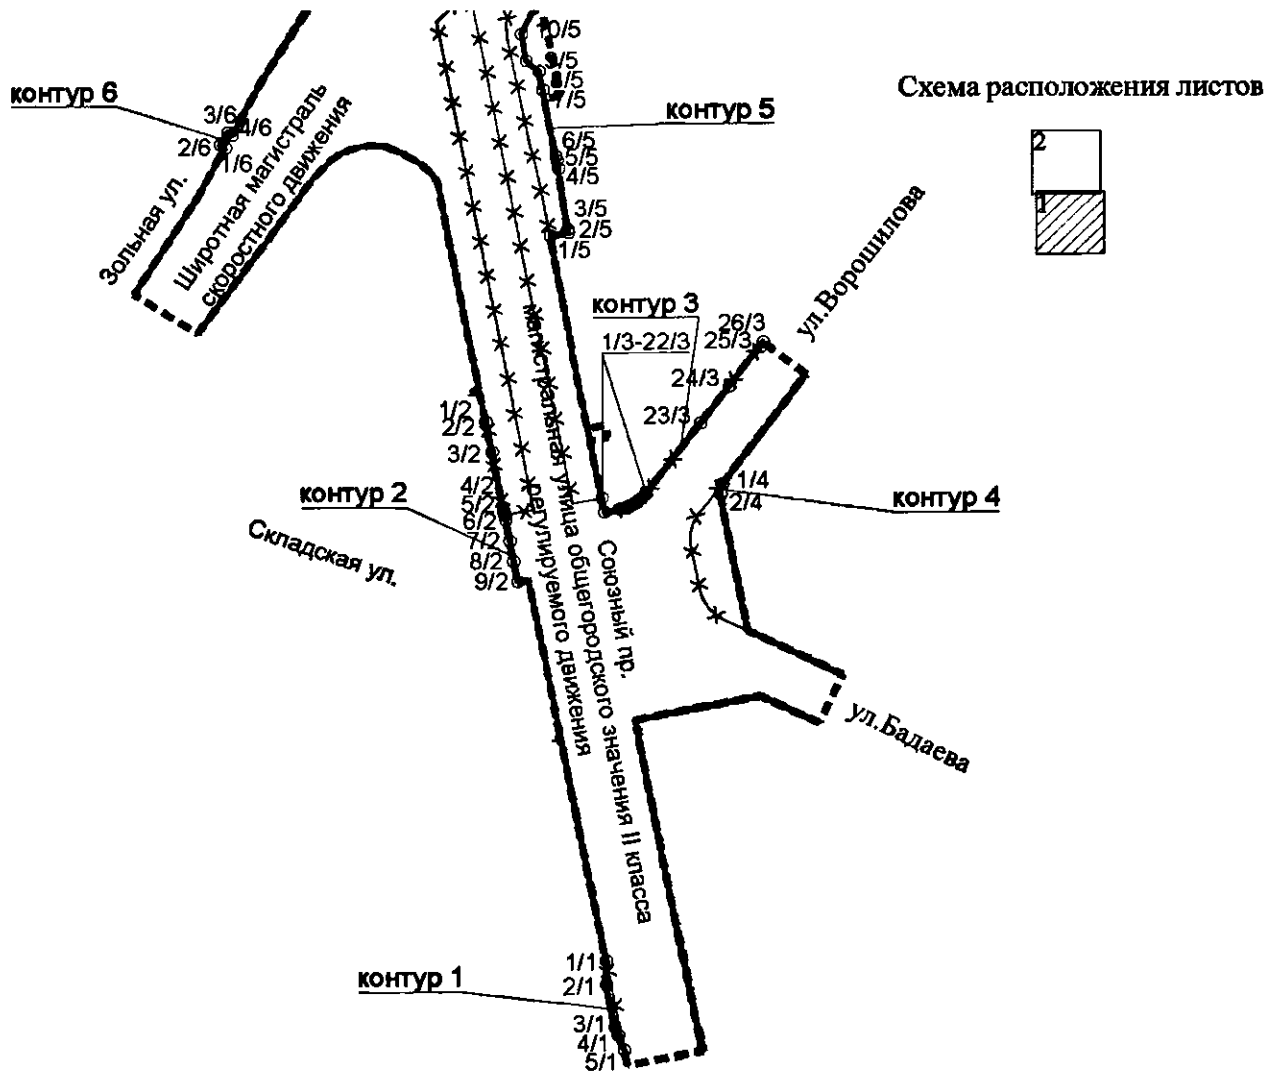 10/5
9/5
8/5
7/5
контур 6
3/6
4/6
2/6
1/6
Схема расположения листов
2
1
контур 5
6/5
5/5
4/5
3/5
2/5
1/5
Зольная ул.
Широтная магистраль
скоростного движения
ул.Ворошилова
контур 3
1/3-22/3
26/3
25/3
24/3
23/3
1/2
2/2
3/2
4/2
5/2
6/2
7/2
8/2
9/2
контур 2
Складская ул.
1/4
2/4
контур 4
магистральная улица общегородского значения II класса
регулируемого движения
Союзный пр.
ул.Бадаева
контур 1
1/1
2/1
3/1
4/1
5/1